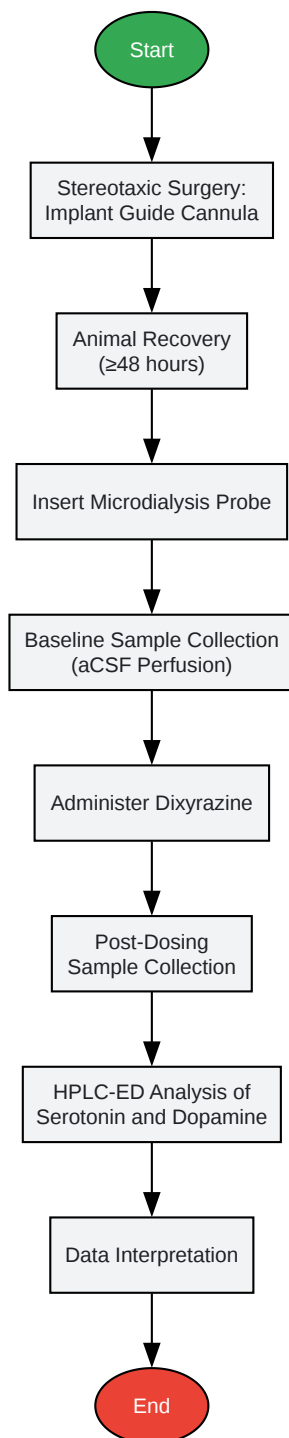 Start
Stereotaxic Surgery:
Implant Guide Cannula
Animal Recovery
(≥48 hours)
Insert Microdialysis Probe
Baseline Sample Collection
(aCSF Perfusion)
Administer Dixyrazine
Post-Dosing
Sample Collection
HPLC-ED Analysis of
Serotonin and Dopamine
Data Interpretation
End